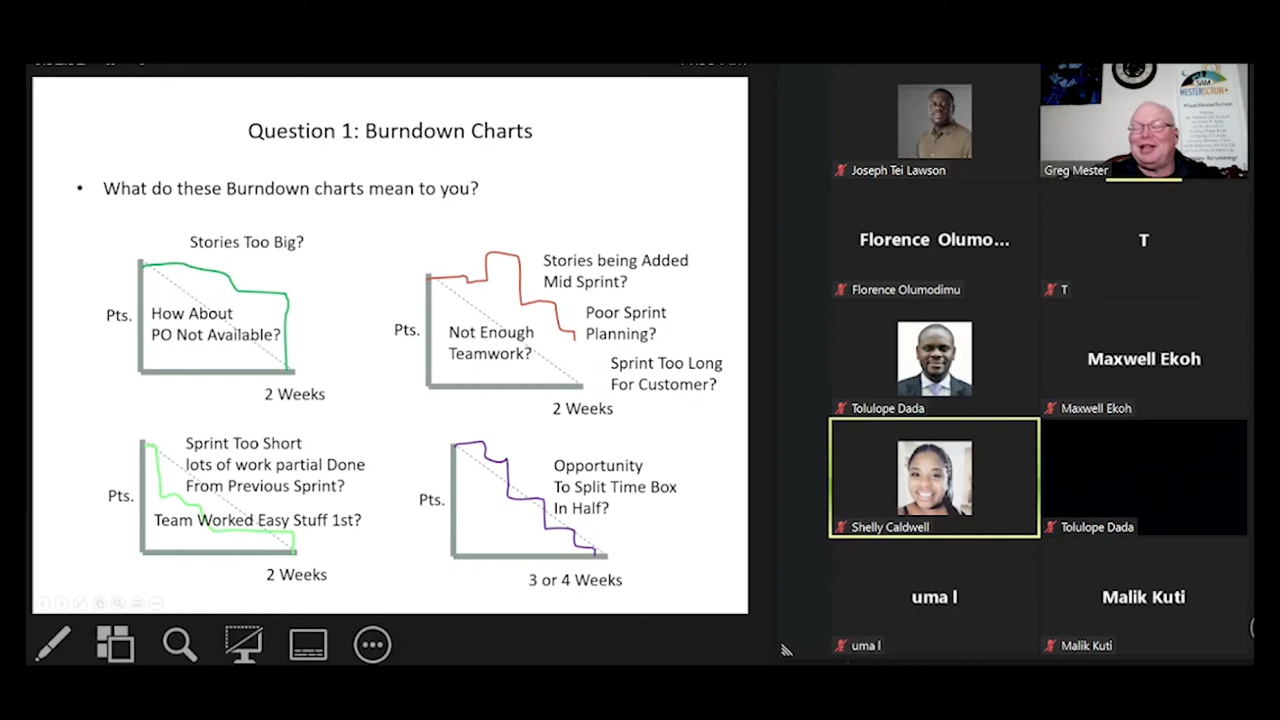 Question 1: Burndown Charts
• What do these Burndown charts mean to you?
Stories Too Big?
Pts.
How About
PO Not Available?
2 Weeks
Stories being Added
Mid Sprint?
Poor Sprint
Planning?
Pts.
Not Enough
Teamwork?
Sprint Too Long
For Customer?
2 Weeks
Sprint Too Short
lots of work partial Done
From Previous Sprint?
Pts.
Team Worked Easy Stuff 1st?
2 Weeks
Opportunity
To Split Time Box
In Half?
Pts.
3 or 4 Weeks
Joseph Tei Lawson
SAM
MESTERSCRUM
Greg Mester
Florence Olumo...
Florence Olumodimu
T
T
Tolulope Dada
Maxwell Ekoh
Maxwell Ekoh
Shelly Caldwell
Tolulope Dada
uma l
uma l
Malik Kuti
Malik Kuti